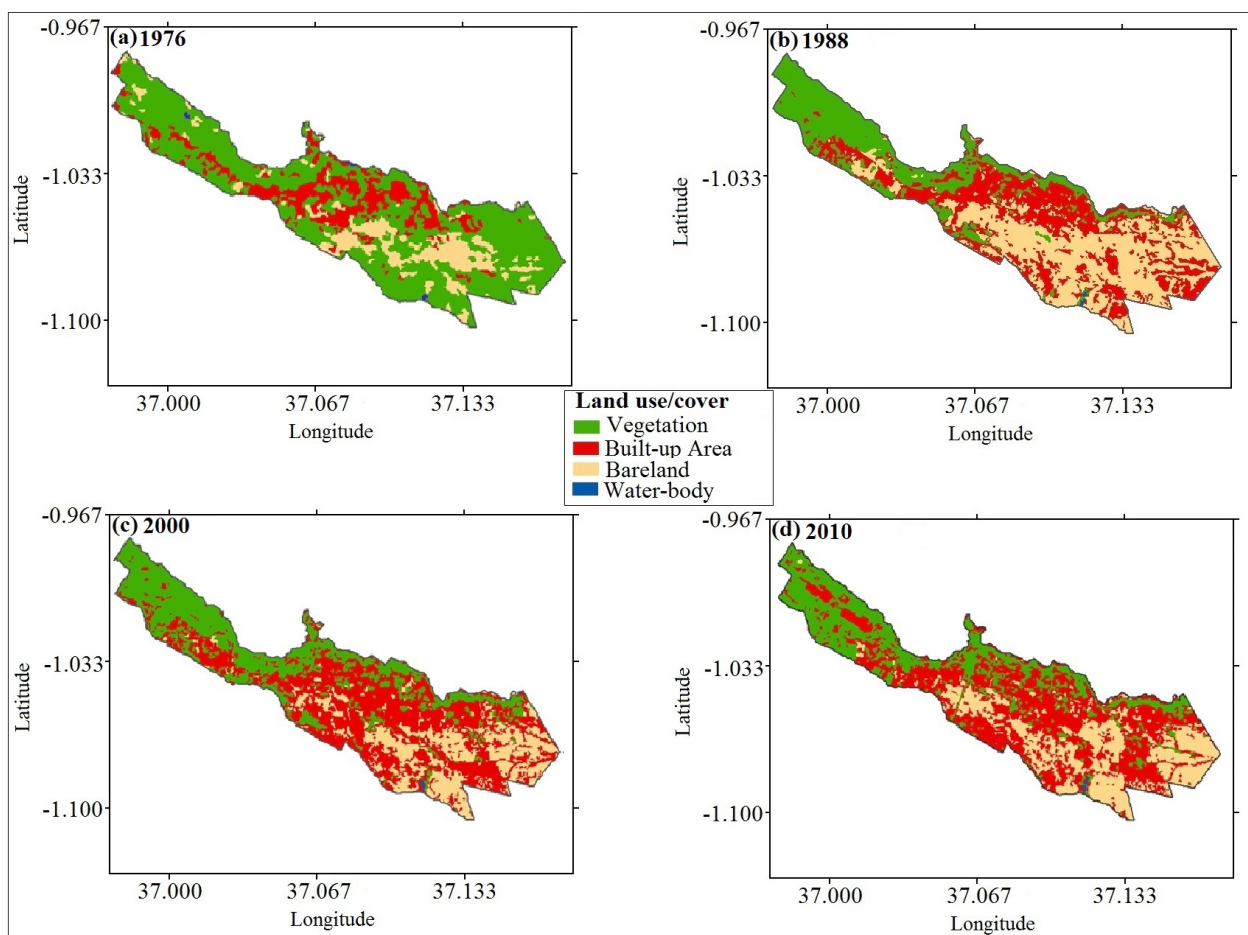 -0.967
(a) 1976
-1.033
Latitude
-1.100
37.000 37.067 37.133
Longitude
-0.967
(b) 1988
-1.033
Latitude
-1.100
37.000 37.067 37.133
Longitude
Land use/cover
Vegetation
Built-up Area
Bareland
Water-body
-0.967
(c) 2000
-1.033
Latitude
-1.100
37.000 37.067 37.133
Longitude
-0.967
(d) 2010
-1.033
Latitude
-1.100
37.000 37.067 37.133
Longitude